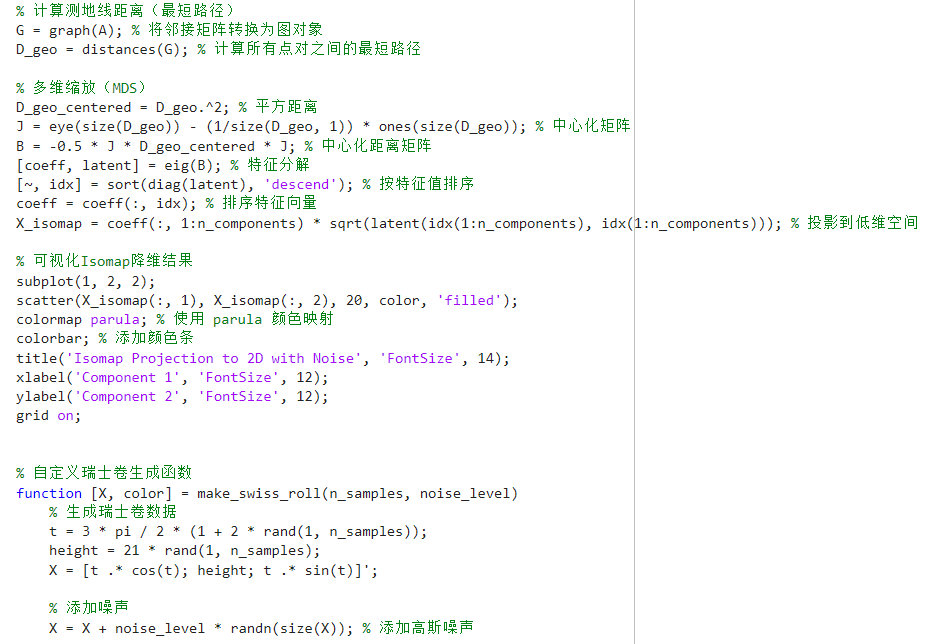 % 计算测地线距离（最短路径）
G = graph(A); % 将邻接矩阵转换为图对象
D_geo = distances(G); % 计算所有点对之间的最短路径
% 多维缩放（MDS）
D_geo_centered = D_geo.^2; % 平方距离
J = eye(size(D_geo)) - (1/size(D_geo, 1)) * ones(size(D_geo)); % 中心化矩阵
B = -0.5 * J * D_geo_centered * J; % 中心化距离矩阵
[coeff, latent] = eig(B); % 特征分解
[~, idx] = sort(diag(latent), 'descend'); % 按特征值排序
coeff = coeff(:, idx); % 排序特征向量
X_isomap = coeff(:, 1:n_components) * sqrt(latent(idx(1:n_components), idx(1:n_components))); % 投影到低维空间
% 可视化Isomap降维结果
subplot(1, 2, 2);
scatter(X_isomap(:, 1), X_isomap(:, 2), 20, color, 'filled');
colormap parula; % 使用 parula 颜色映射
colorbar; % 添加颜色条
title('Isomap Projection to 2D with Noise', 'FontSize', 14);
xlabel('Component 1', 'FontSize', 12);
ylabel('Component 2', 'FontSize', 12);
grid on;
% 自定义瑞士卷生成函数
function [X, color] = make_swiss_roll(n_samples, noise_level)
% 生成瑞士卷数据
t = 3 * pi / 2 * (1 + 2 * rand(1, n_samples));
height = 21 * rand(1, n_samples);
X = [t .* cos(t); height; t .* sin(t)]';
% 添加噪声
X = X + noise_level * randn(size(X)); % 添加高斯噪声